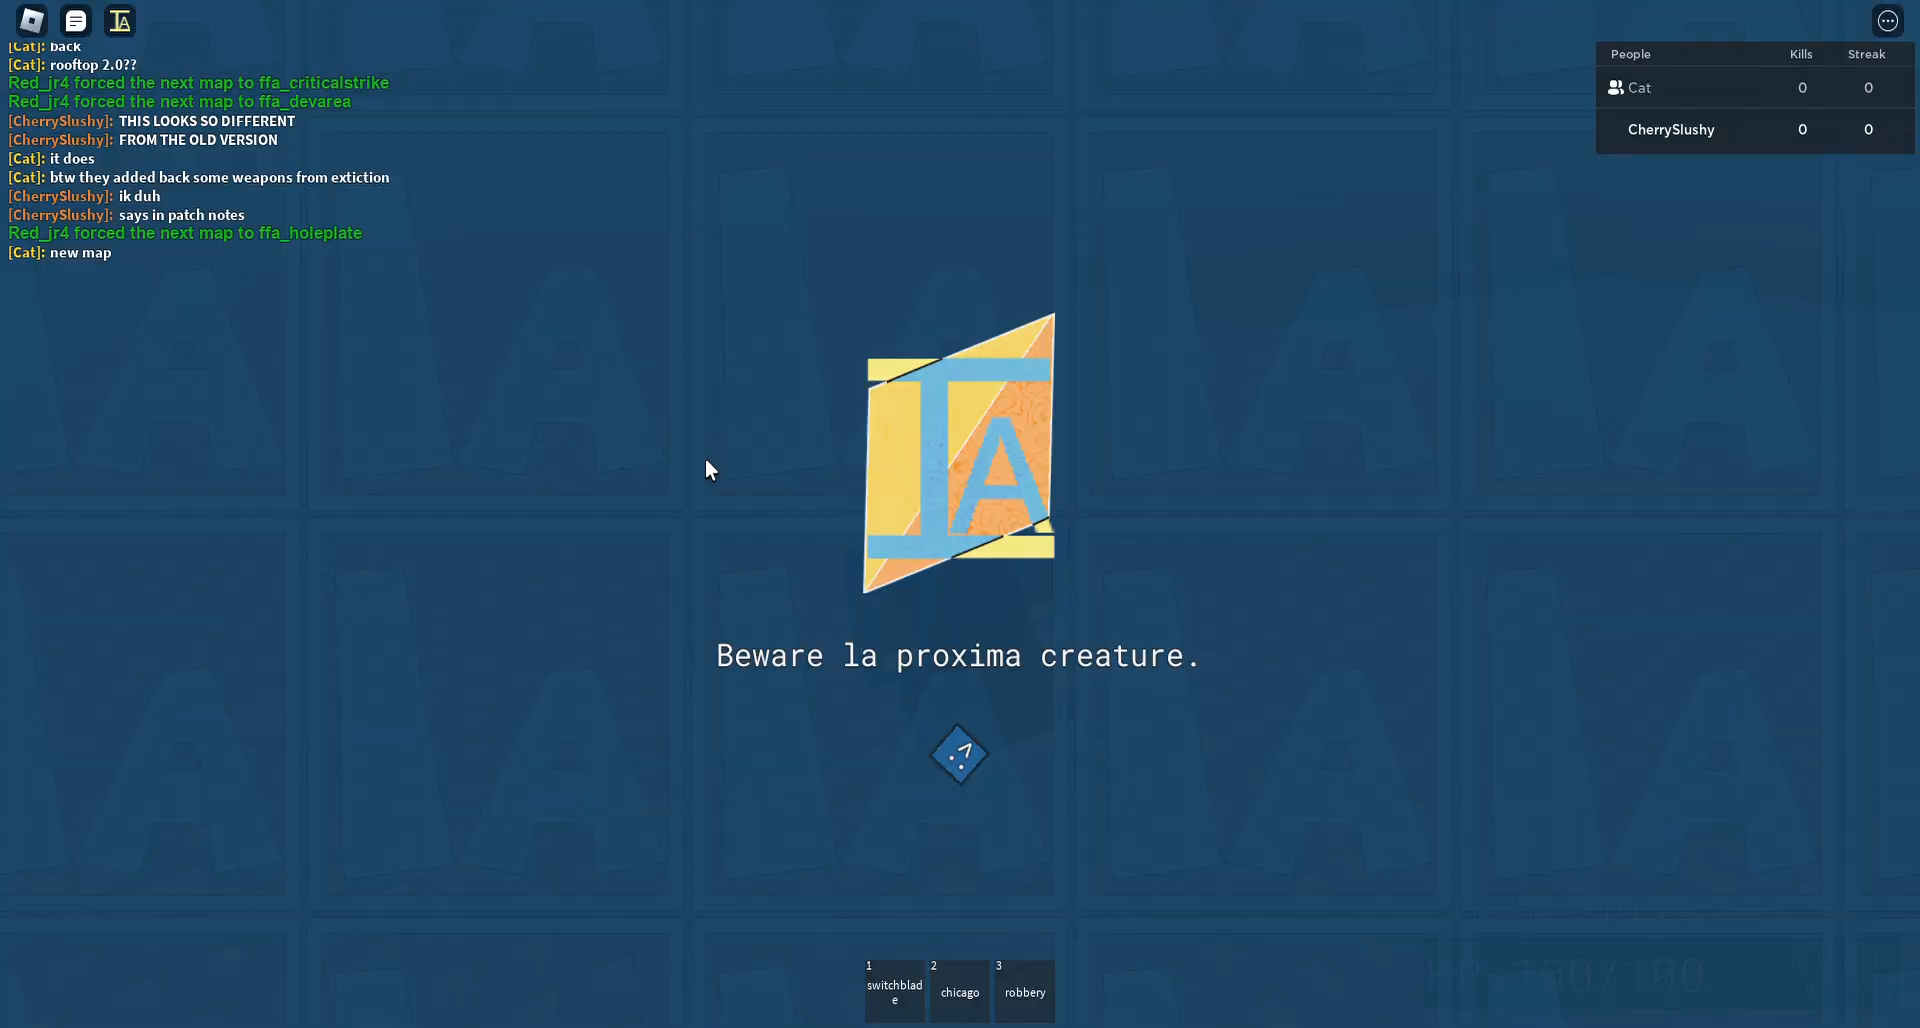 IA
[Cat]: back
[Cat]: rooftop 2.0??
Red_jr4 forced the next map to ffa_criticalstrike
Red_jr4 forced the next map to ffa_devarea
[CherrySlushy]: THIS LOOKS SO DIFFERENT
[CherrySlushy]: FROM THE OLD VERSION
[Cat]: it does
[Cat]: btw they added back some weapons from extiction
[CherrySlushy]: ik duh
[CherrySlushy]: says in patch notes
Red_jr4 forced the next map to ffa_holeplate
[Cat]: new map
People Kills Streak
Cat 0 0
CherrySlushy 0 0
IA
Beware la proxima creature.
1 2 3
switchblad
e
chicago
robbery
100/100